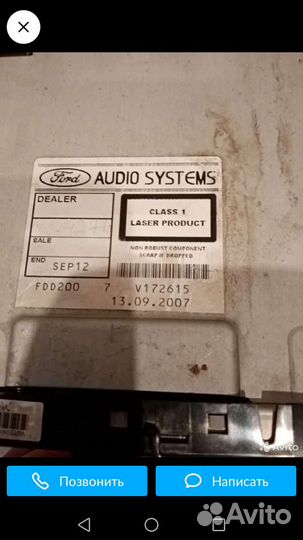 Ford AUDIO SYSTEMS
DEALER
CLASS 1
LASER PRODUCT
SALE
NON ROBUST COMPONENT
SCRAP IF DROPPED
END SEP12
FDD200 7 V172615
13.09.2007
Avito
Позвонить
Написать
Avito